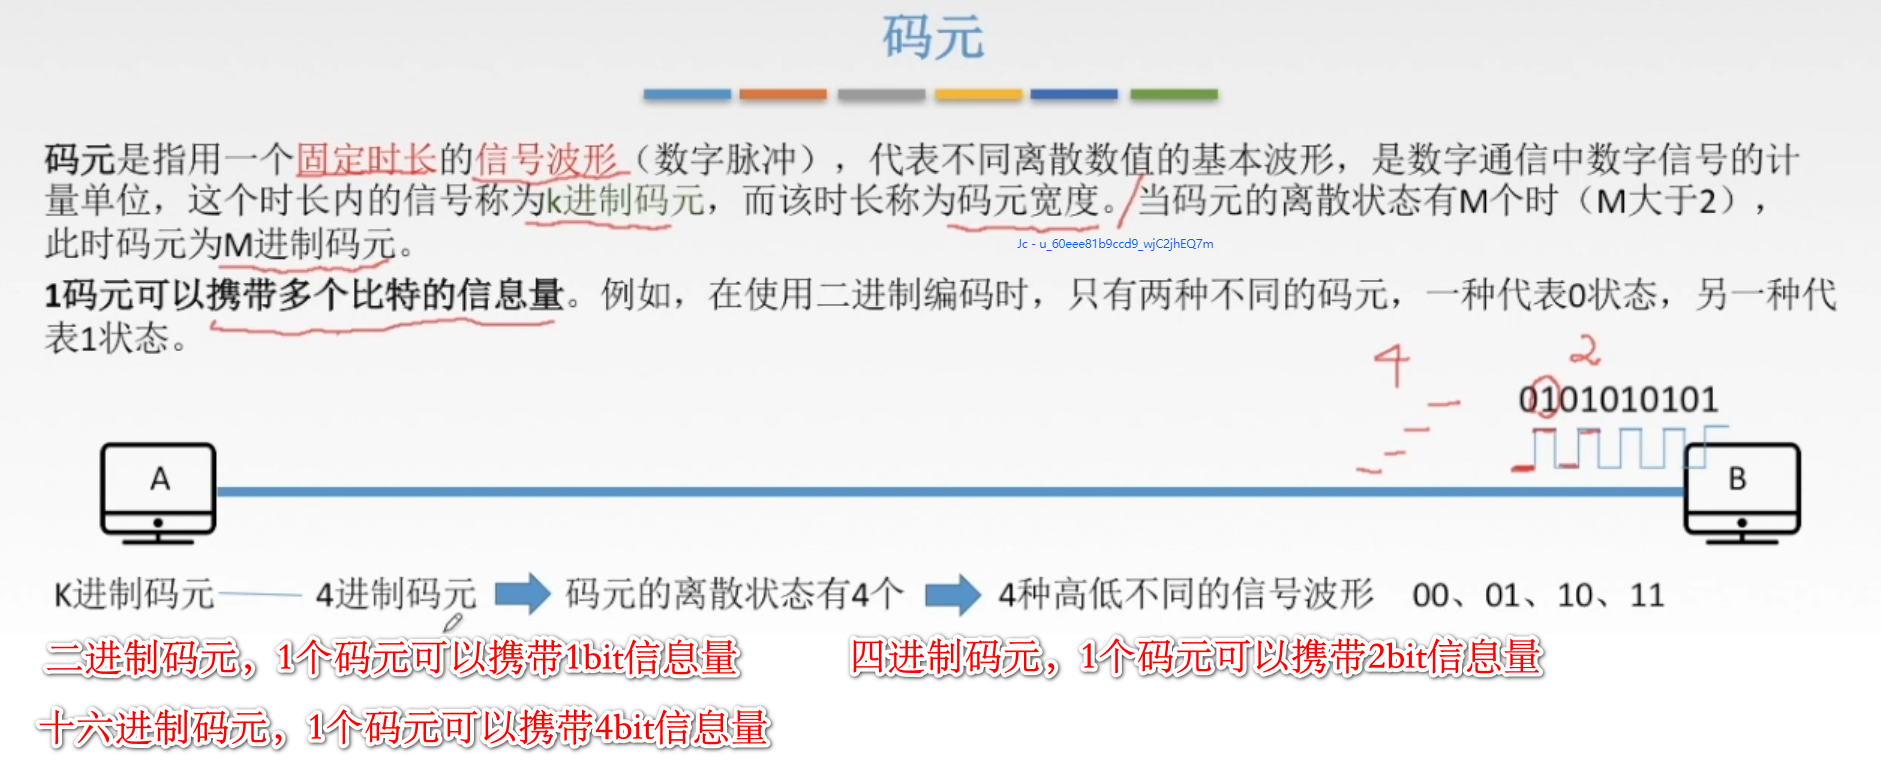 码元
码元是指用一个固定时长的信号波形（数字脉冲），代表不同离散数值的基本波形，是数字通信中数字信号的计
量单位，这个时长内的信号称为k进制码元，而该时长称为码元宽度。当码元的离散状态有M个时（M大于2），
此时码元为M进制码元。
Jc - u_60eee81b9ccd9_wjC2jhEQ7m
1码元可以携带多个比特的信息量。例如，在使用二进制编码时，只有两种不同的码元，一种代表0状态，另一种代
表1状态。
4 2
0101010101
A B
K进制码元 4进制码元 码元的离散状态有4个 4种高低不同的信号波形 00、01、10、11
二进制码元，1个码元可以携带1bit信息量 四进制码元，1个码元可以携带2bit信息量
十六进制码元，1个码元可以携带4bit信息量